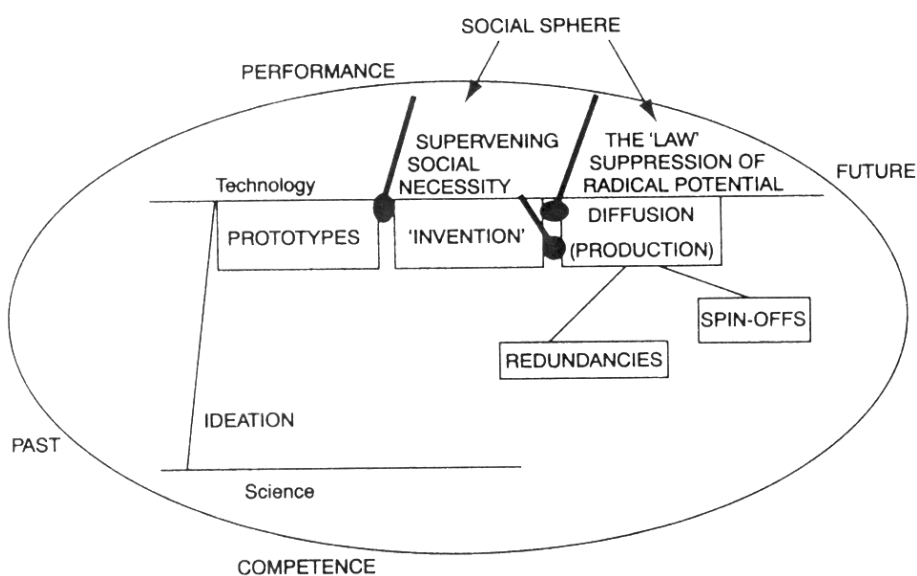 SOCIAL SPHERE
PERFORMANCE
SUPERVENING
SOCIAL
NECESSITY
THE 'LAW'
SUPPRESSION OF
RADICAL POTENTIAL
FUTURE
Technology
PROTOTYPES
'INVENTION'
DIFFUSION
(PRODUCTION)
SPIN-OFFS
REDUNDANCIES
IDEATION
PAST
Science
COMPETENCE